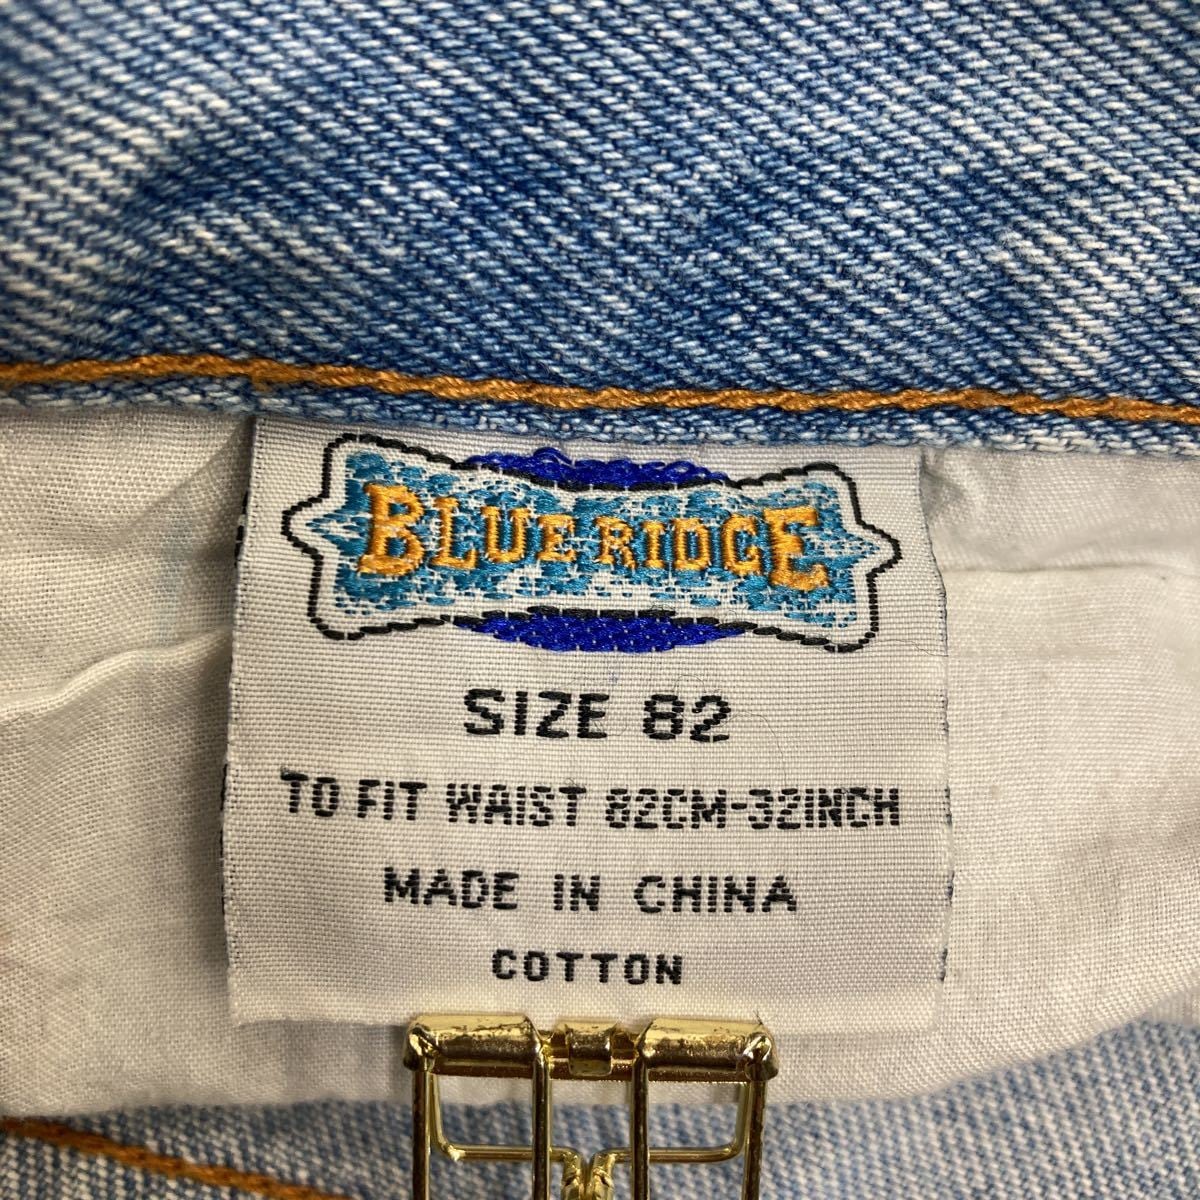 BLUE RIDGE
SIZE 82
TO FIT WAIST 82CM-32INCH
MADE IN CHINA
COTTON